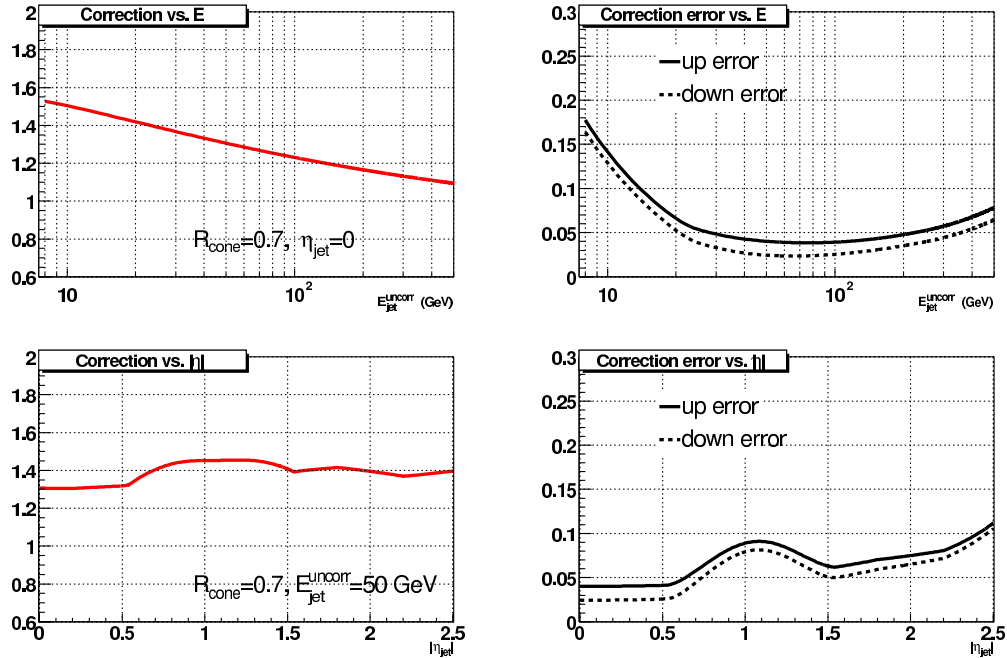 Correction vs. E
2
1.8
1.6
1.4
1.2
1
0.8
0.6
R_cone=0.7, η_jet=0
10
10²
E_jet^uncorr (GeV)
Correction error vs. E
0.3
0.25
0.2
0.15
0.1
0.05
0
up error
down error
10
10²
E_jet^uncorr (GeV)
Correction vs. |η|
2
1.8
1.6
1.4
1.2
1
0.8
0.6
R_cone=0.7, E_jet^uncorr=50 GeV
0 0.5 1 1.5 2 2.5
|η_jet|
Correction error vs. |η|
0.3
0.25
0.2
0.15
0.1
0.05
0
up error
down error
0 0.5 1 1.5 2 2.5
|η_jet|